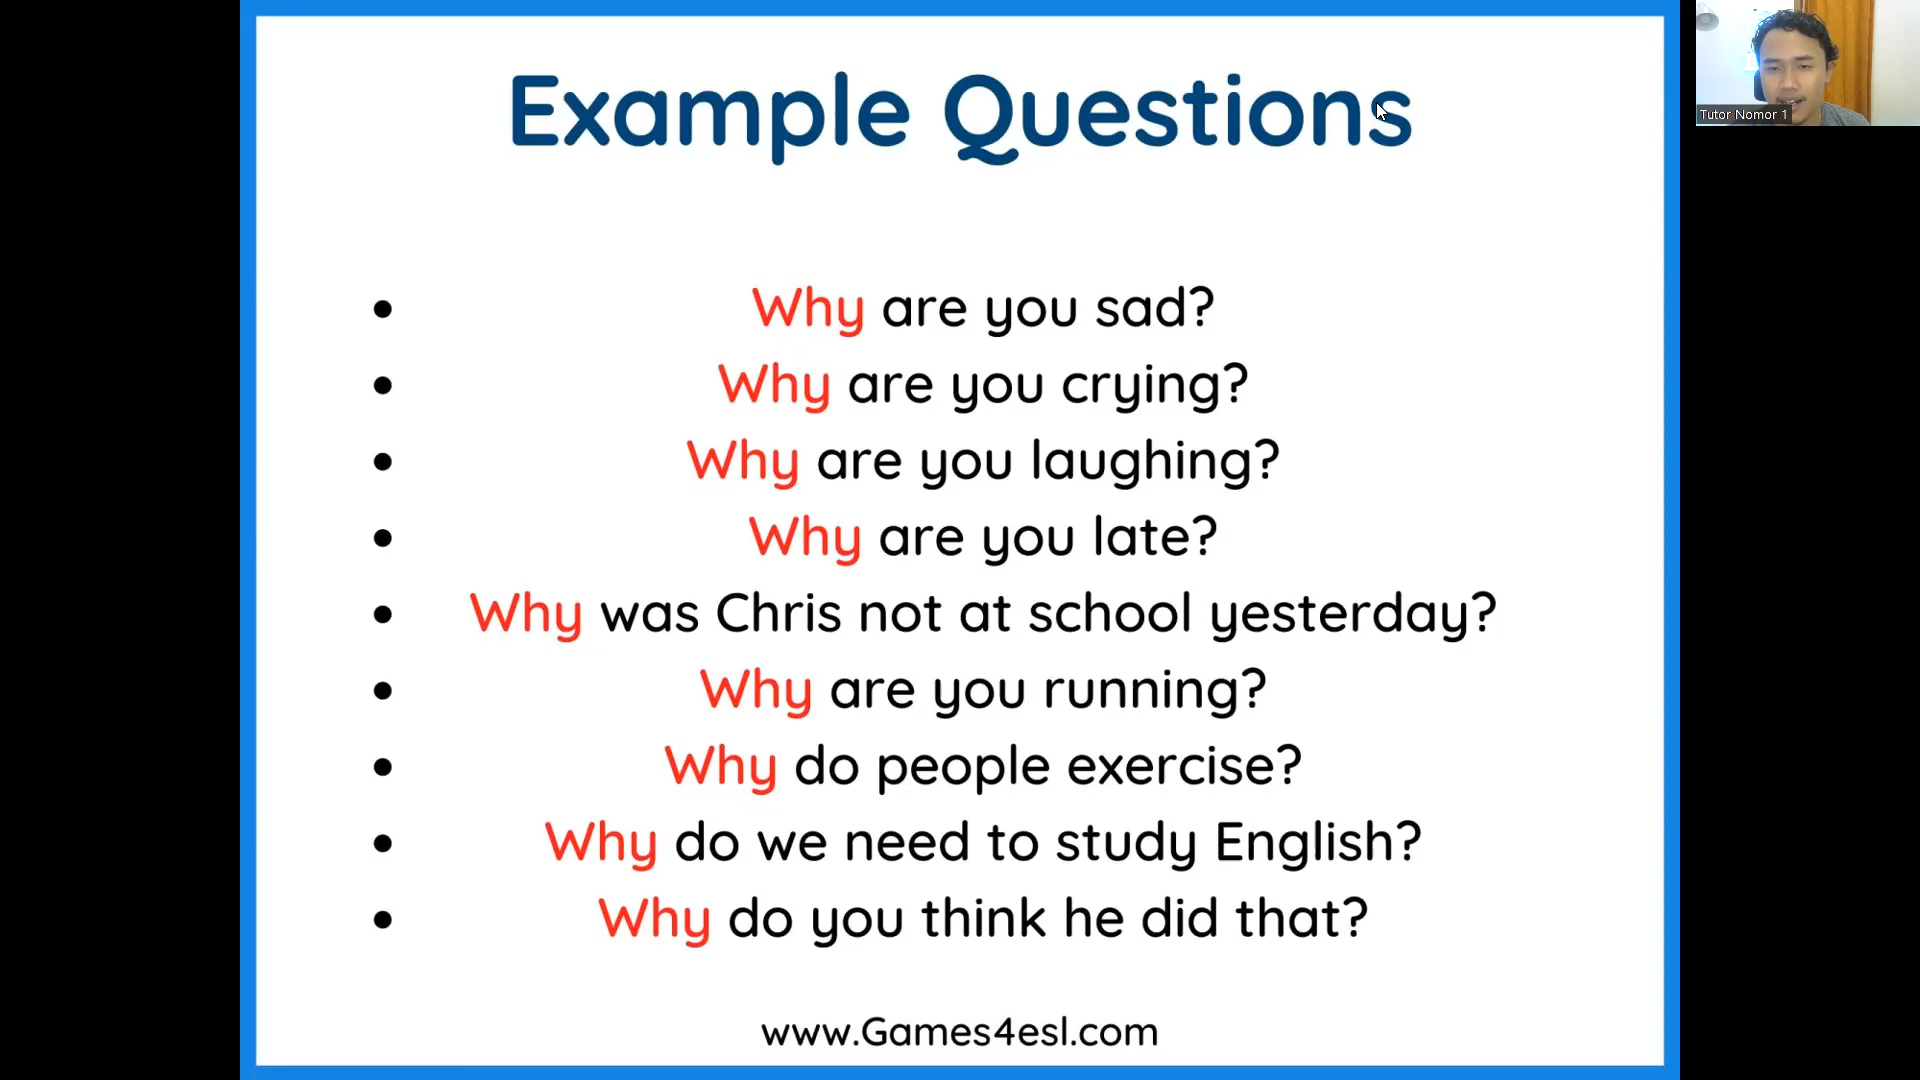 Example Questions
Tutor Nomor 1
• Why are you sad?
• Why are you crying?
• Why are you laughing?
• Why are you late?
• Why was Chris not at school yesterday?
• Why are you running?
• Why do people exercise?
• Why do we need to study English?
• Why do you think he did that?
www.Games4esl.com